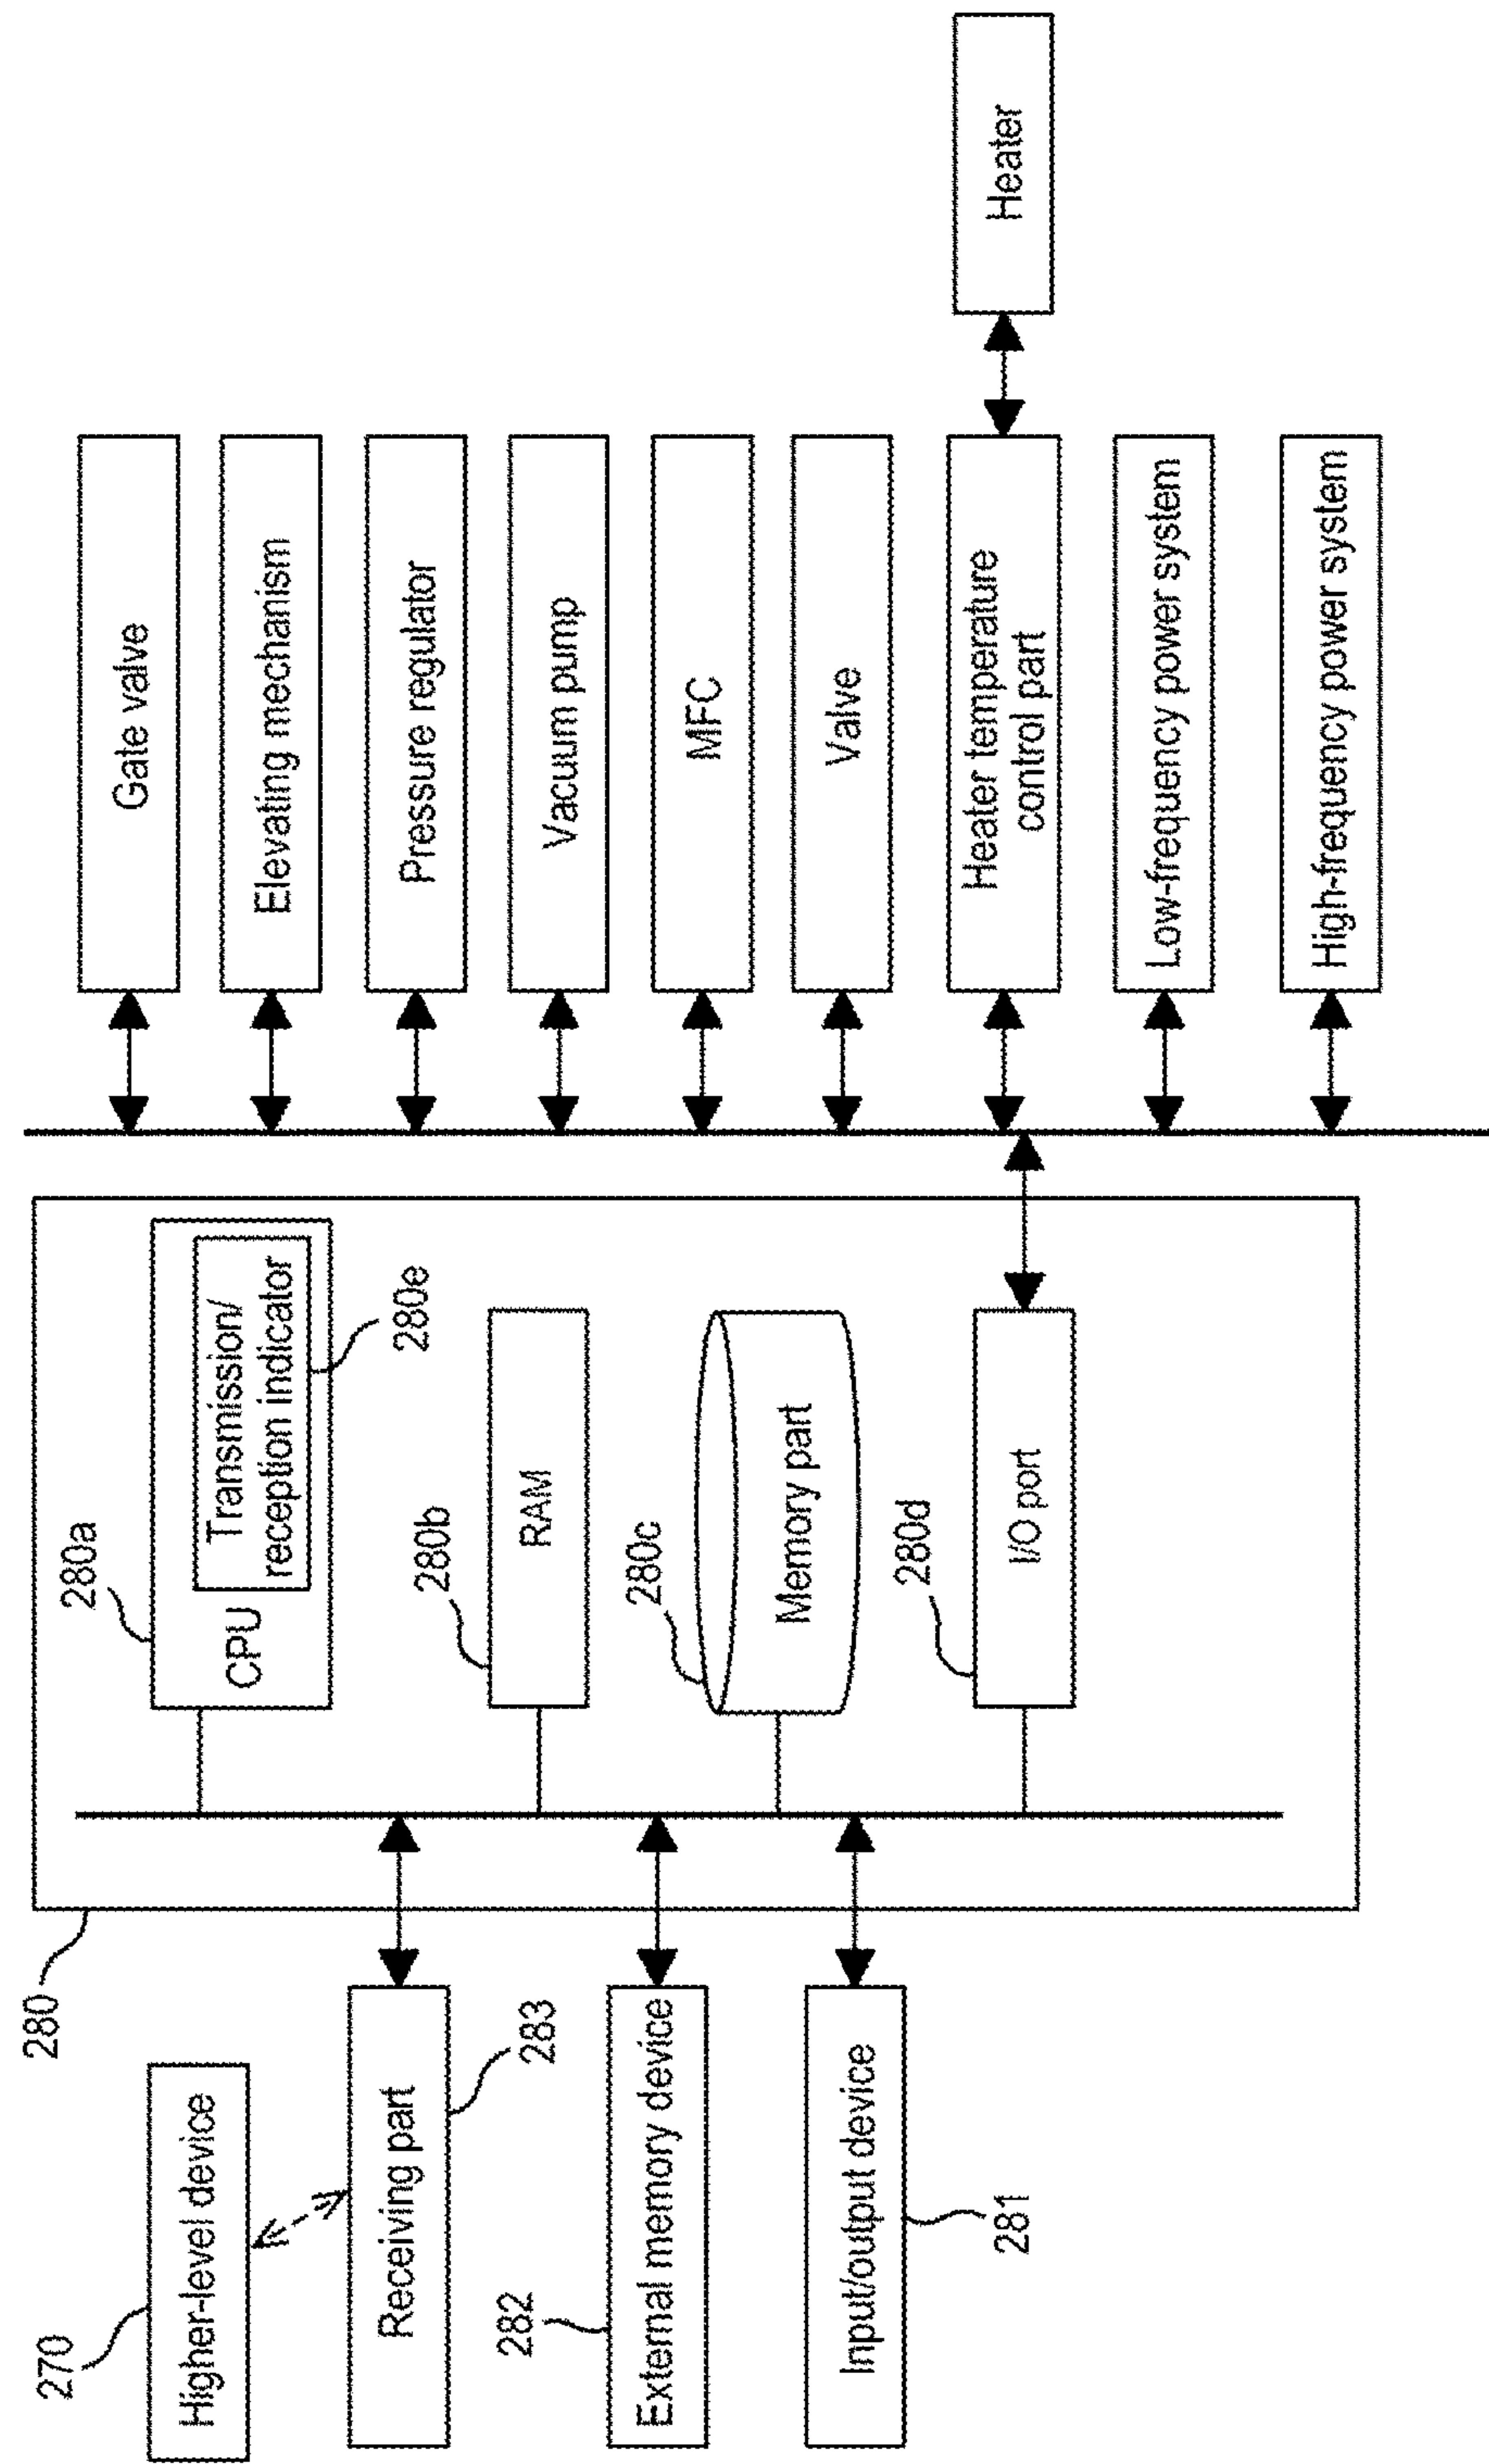 270
Higher-level device
Receiving part
283
282
External memory device
Input/output device
281
280
280a
CPU
Transmission/
reception indicator
280e
280b
RAM
280c
Memory part
280d
I/O port
Gate valve
Elevating mechanism
Pressure regulator
Vacuum pump
MFC
Valve
Heater temperature
control part
Low-frequency power system
High-frequency power system
Heater